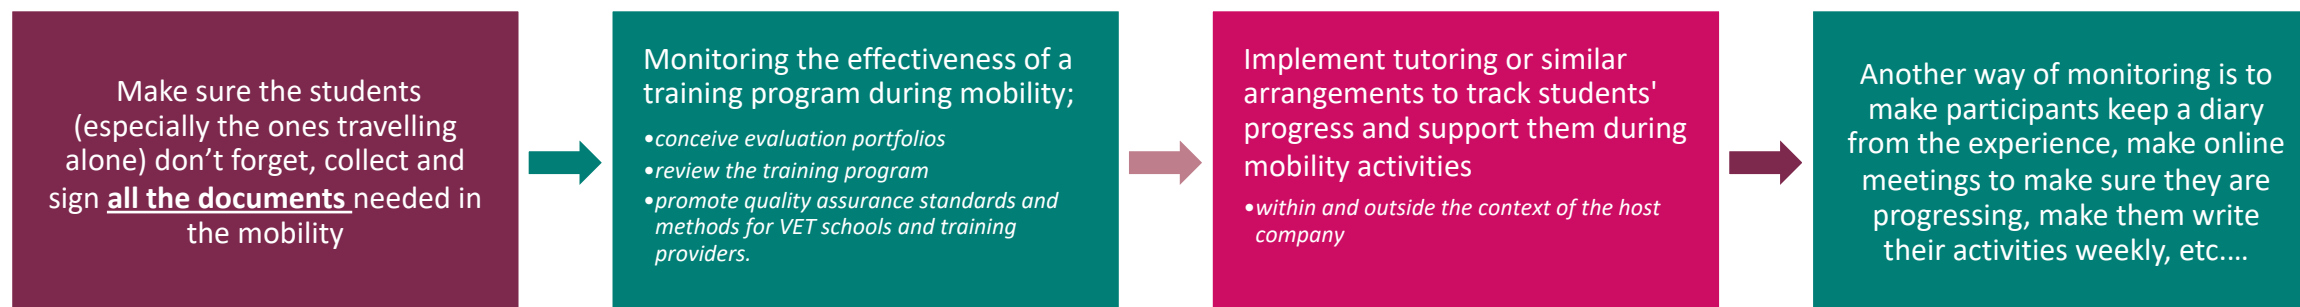 Make sure the students
(especially the ones travelling
alone) don’t forget, collect and
sign all the documents needed in
the mobility
Monitoring the effectiveness of a
training program during mobility;
•conceive evaluation portfolios
•review the training program
•promote quality assurance standards and
methods for VET schools and training
providers.
Implement tutoring or similar
arrangements to track students'
progress and support them during
mobility activities
•within and outside the context of the host
company
Another way of monitoring is to
make participants keep a diary
from the experience, make online
meetings to make sure they are
progressing, make them write
their activities weekly, etc.…